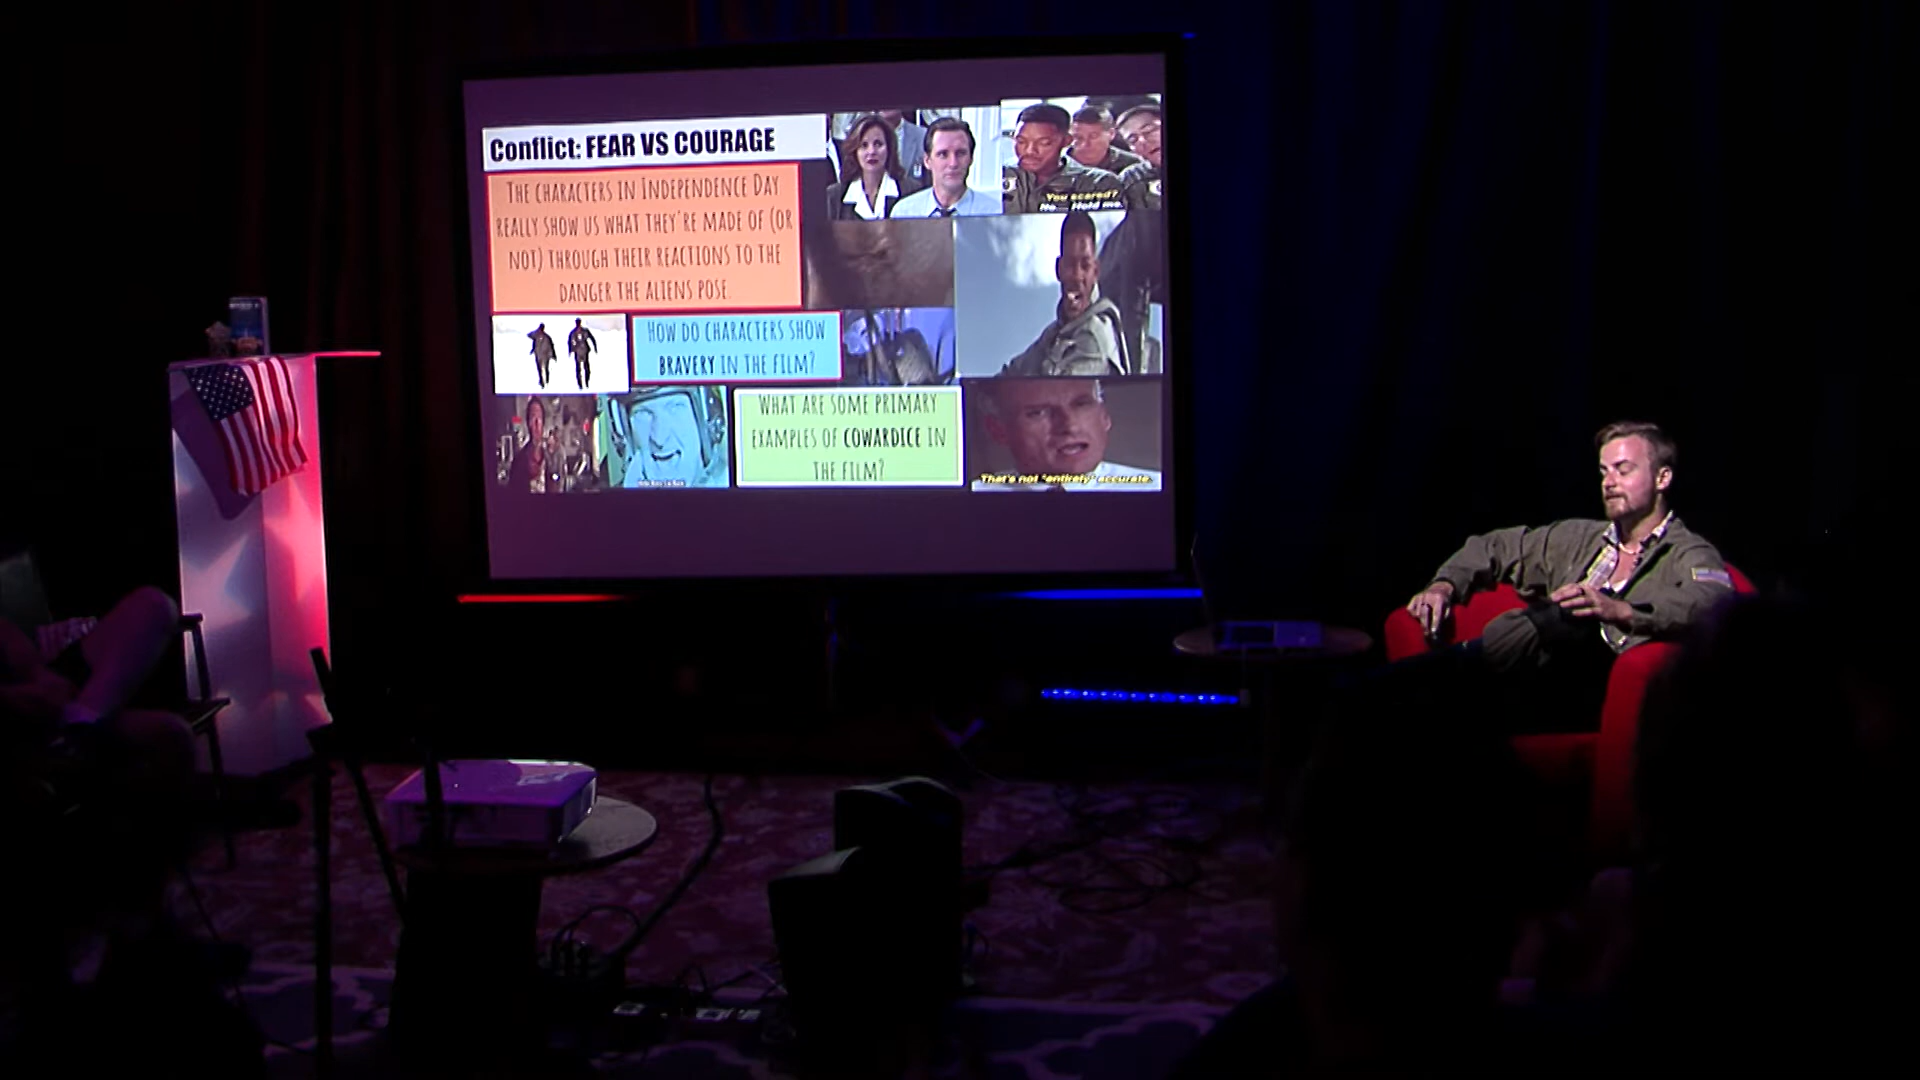 Conflict: FEAR VS COURAGE
THE CHARACTERS IN INDEPENDENCE DAY
REALLY SHOW US WHAT THEY'RE MADE OF (OR
NOT) THROUGH THEIR REACTIONS TO THE
DANGER THE ALIENS POSE.
You scared?
No... Hold me.
HOW DO CHARACTERS SHOW
BRAVERY IN THE FILM?
WHAT ARE SOME PRIMARY
EXAMPLES OF COWARDICE IN
THE FILM?
That's not "entirely" accurate.